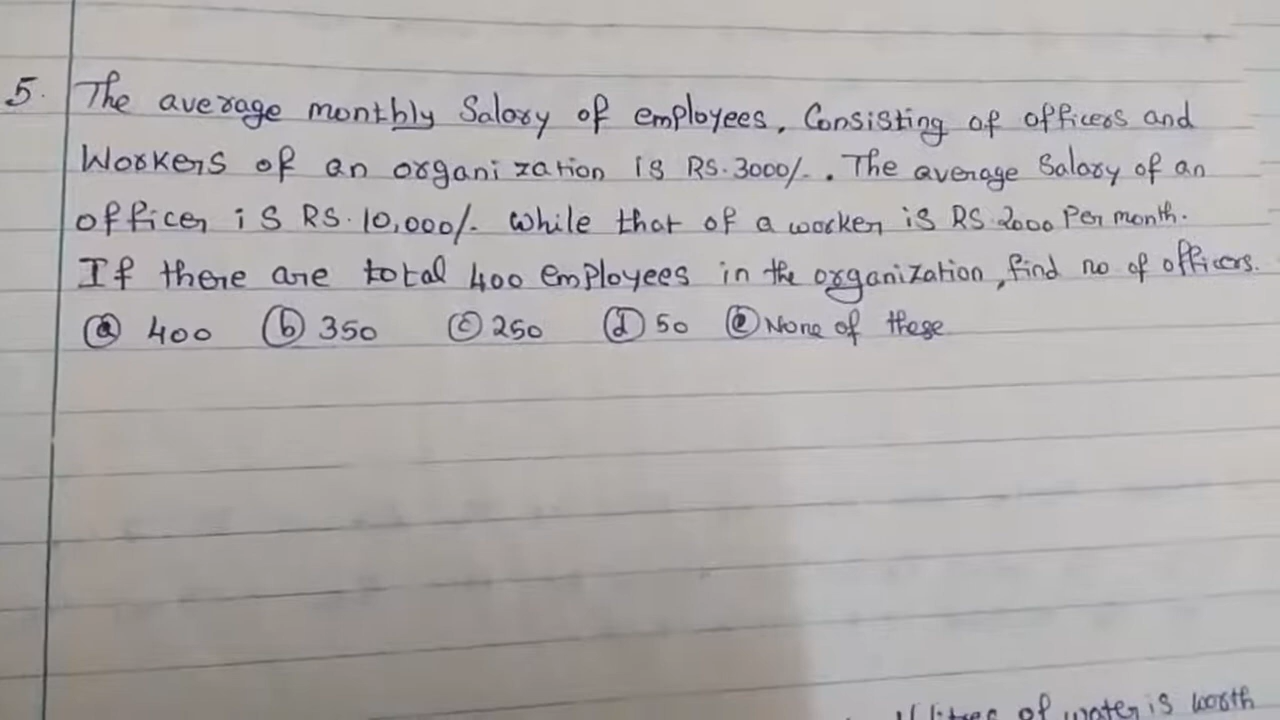 5. The average monthly Salary of employees, Consisting of officers and
Workers of an organization is RS. 3000/-. The average Salary of an
officer is RS. 10,000/- while that of a worker is RS. 2000 Per month.
If there are total 400 employees in the organization, find no of officers.
(a) 400 (b) 350 (c) 250 (d) 50 (e) None of these
litres of water is worth